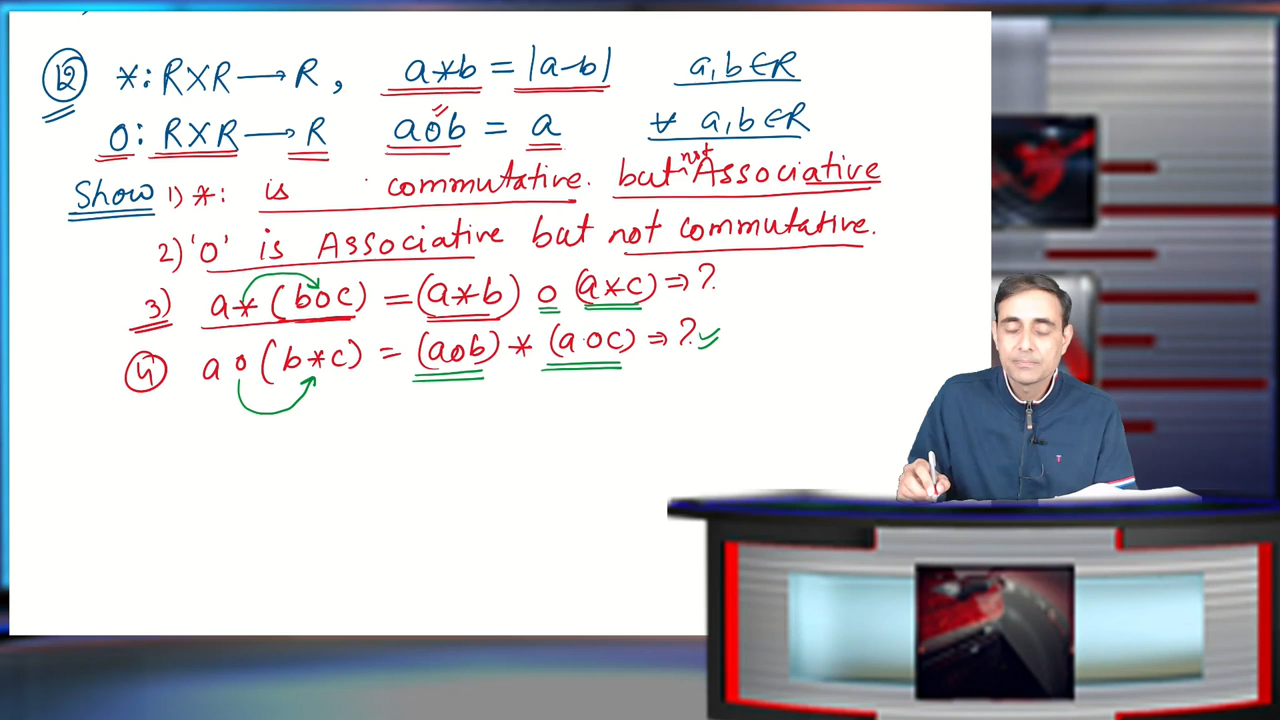 12 *: R×R → R, a*b = |a-b| a,b∈R
o: R×R → R aob = a ∀ a,b∈R
Show 1) *: is commutative. but not Associative
2) 'o' is Associative but not commutative.
3) a*(boc) = (a*b) o (a*c) ⇒ ?
4) a o (b*c) = (aob) * (aoc) ⇒ ? ✓